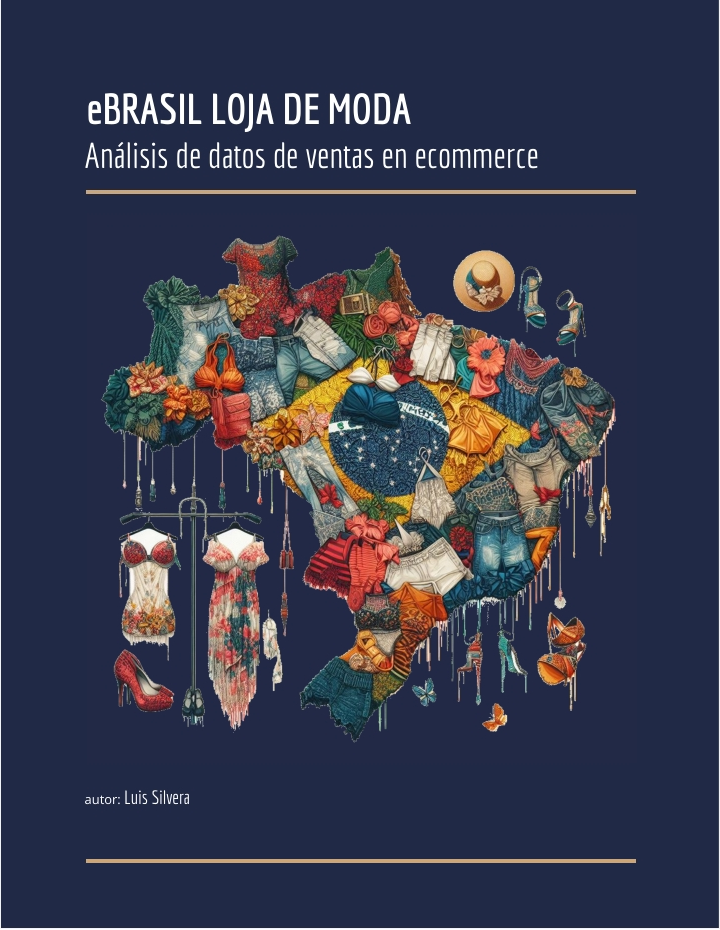 eBRASIL LOJA DE MODA
Análisis de datos de ventas en ecommerce
autor: Luis Silvera